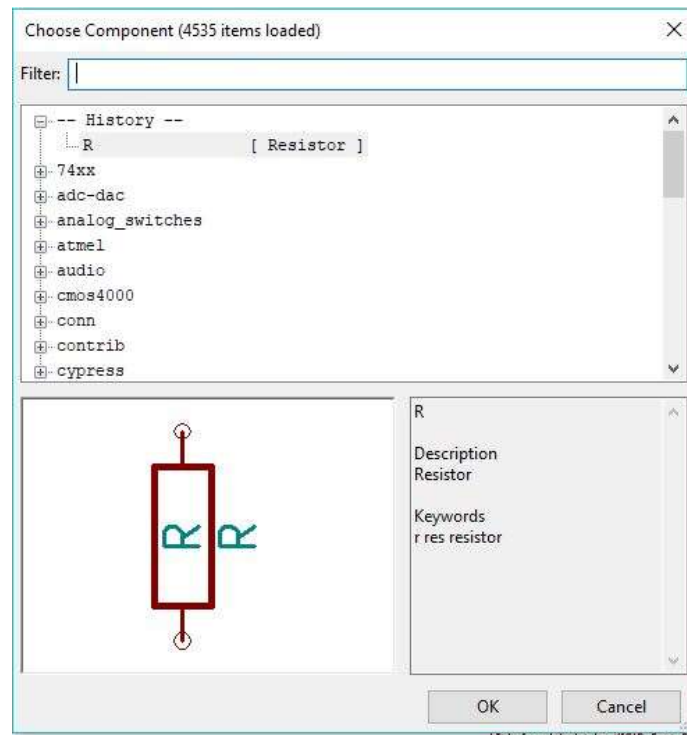 Choose Component (4535 items loaded)
Filter:
-- History --
R [ Resistor ]
74xx
adc-dac
analog_switches
atmel
audio
cmos4000
conn
contrib
cypress
R R
R
Description
Resistor
Keywords
r res resistor
OK Cancel